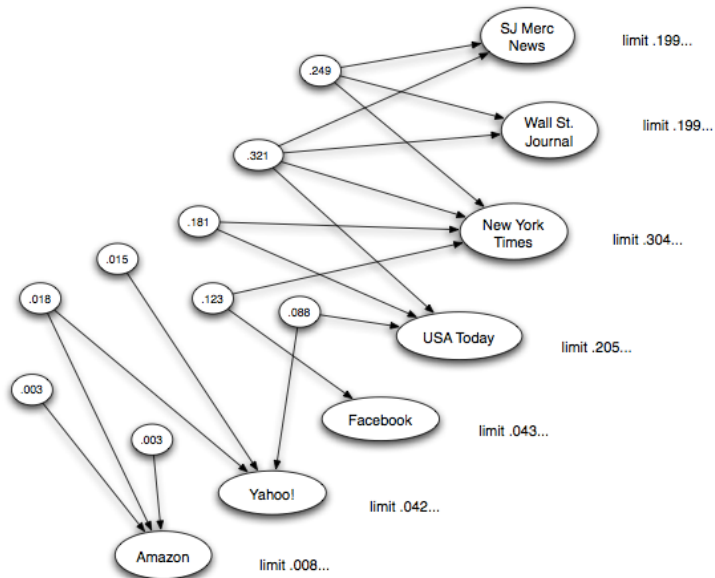 SJ Merc
News
limit .199...
.249
Wall St.
Journal
limit .199...
.321
.181
New York
Times
limit .304...
.015
.018
.123
.088
USA Today
limit .205...
.003
Facebook
limit .043...
.003
Yahoo!
limit .042...
Amazon
limit .008...